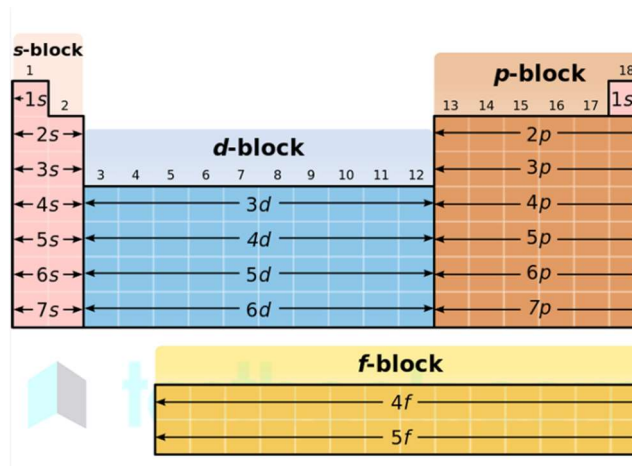 s-block
p-block
1
18
1s
2
13 14 15 16 17
1s
2s
2p
d-block
3s
3 4 5 6 7 8 9 10 11 12
3p
4s
3d
4p
5s
4d
5p
6s
5d
6p
7s
6d
7p
f-block
4f
5f